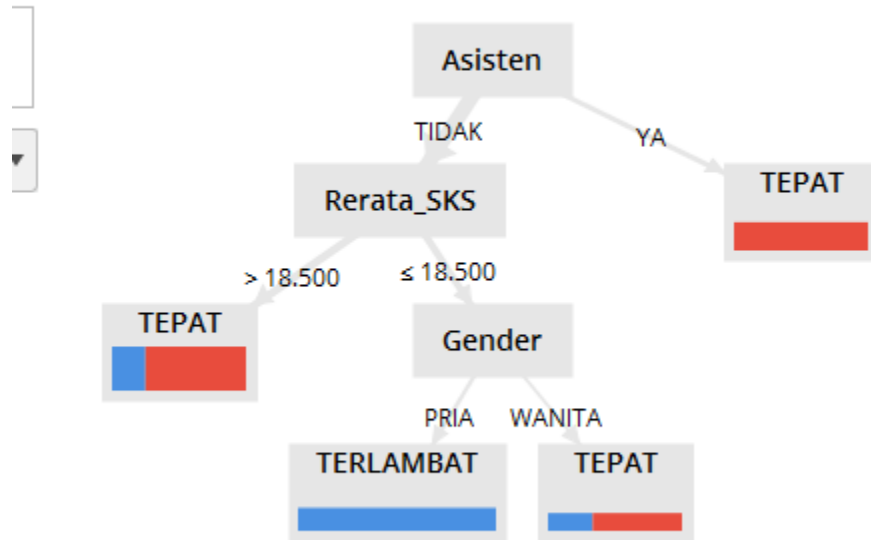 Asisten
TIDAK
YA
Rerata_SKS
TEPAT
> 18.500
≤ 18.500
TEPAT
Gender
PRIA
WANITA
TERLAMBAT
TEPAT